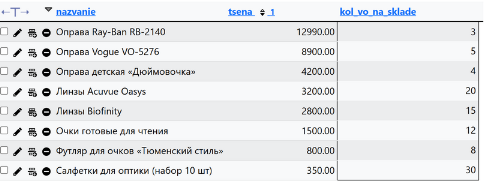 nazvanie tsena 1 kol_vo_na_sklade
Оправа Ray-Ban RB-2140 12990.00 3
Оправа Vogue VO-5276 8900.00 5
Оправа детская «Дюймовочка» 4200.00 4
Линзы Acuvue Oasys 3200.00 20
Линзы Biofinity 2800.00 15
Очки готовые для чтения 1500.00 12
Футляр для очков «Тюменский стиль» 800.00 8
Салфетки для оптики (набор 10 шт) 350.00 30